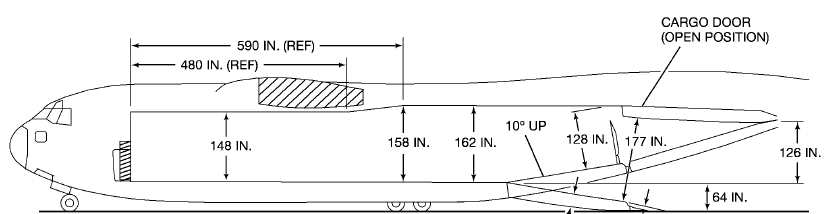 CARGO DOOR
(OPEN POSITION)
590 IN. (REF)
480 IN. (REF)
10° UP
148 IN.
158 IN.
162 IN.
128 IN.
177 IN.
126 IN.
64 IN.